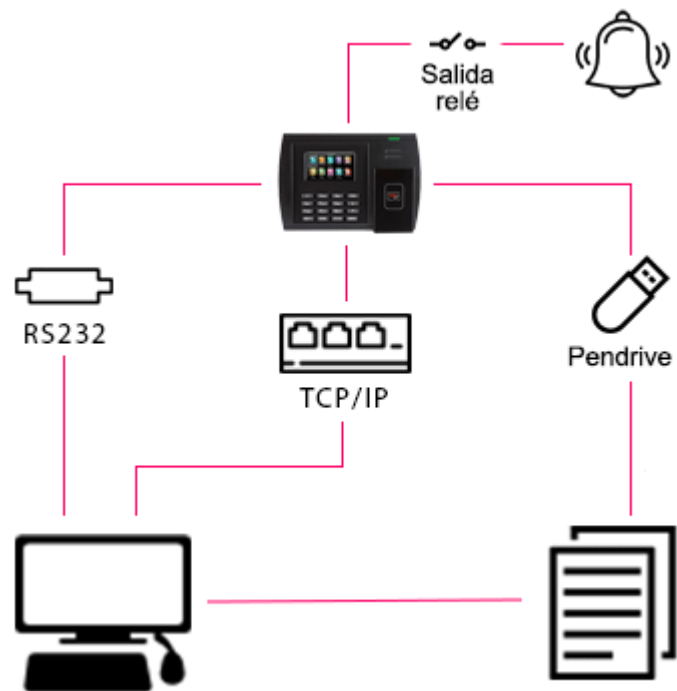 Salida
relé
RS232
TCP/IP
Pendrive